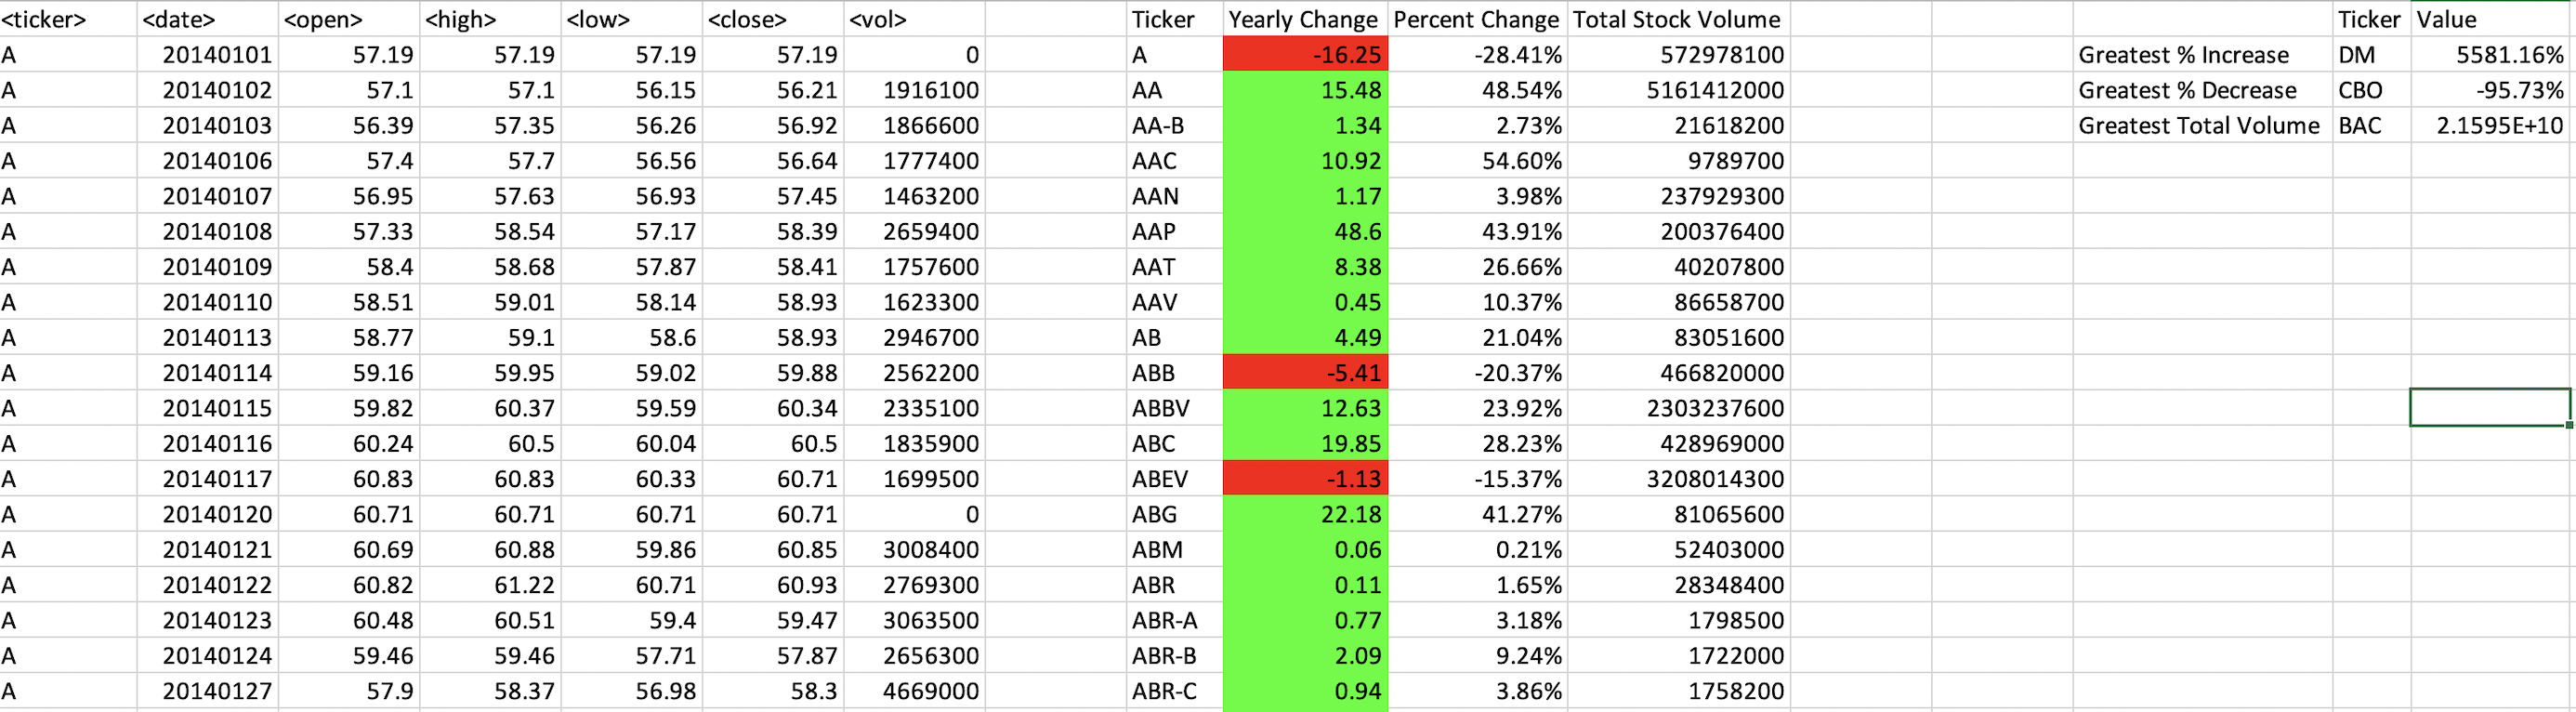 <ticker> <date> <open> <high> <low> <close> <vol> Ticker Yearly Change Percent Change Total Stock Volume Ticker Value
A 20140101 57.19 57.19 57.19 57.19 0 A -16.25 -28.41% 572978100 Greatest % Increase DM 5581.16%
A 20140102 57.1 57.1 56.15 56.21 1916100 AA 15.48 48.54% 5161412000 Greatest % Decrease CBO -95.73%
A 20140103 56.39 57.35 56.26 56.92 1866600 AA-B 1.34 2.73% 21618200 Greatest Total Volume BAC 2.1595E+10
A 20140106 57.4 57.7 56.56 56.64 1777400 AAC 10.92 54.60% 9789700
A 20140107 56.95 57.63 56.93 57.45 1463200 AAN 1.17 3.98% 237929300
A 20140108 57.33 58.54 57.17 58.39 2659400 AAP 48.6 43.91% 200376400
A 20140109 58.4 58.68 57.87 58.41 1757600 AAT 8.38 26.66% 40207800
A 20140110 58.51 59.01 58.14 58.93 1623300 AAV 0.45 10.37% 86658700
A 20140113 58.77 59.1 58.6 58.93 2946700 AB 4.49 21.04% 83051600
A 20140114 59.16 59.95 59.02 59.88 2562200 ABB -5.41 -20.37% 466820000
A 20140115 59.82 60.37 59.59 60.34 2335100 ABBV 12.63 23.92% 2303237600
A 20140116 60.24 60.5 60.04 60.5 1835900 ABC 19.85 28.23% 428969000
A 20140117 60.83 60.83 60.33 60.71 1699500 ABEV -1.13 -15.37% 3208014300
A 20140120 60.71 60.71 60.71 60.71 0 ABG 22.18 41.27% 81065600
A 20140121 60.69 60.88 59.86 60.85 3008400 ABM 0.06 0.21% 52403000
A 20140122 60.82 61.22 60.71 60.93 2769300 ABR 0.11 1.65% 28348400
A 20140123 60.48 60.51 59.4 59.47 3063500 ABR-A 0.77 3.18% 1798500
A 20140124 59.46 59.46 57.71 57.87 2656300 ABR-B 2.09 9.24% 1722000
A 20140127 57.9 58.37 56.98 58.3 4669000 ABR-C 0.94 3.86% 1758200